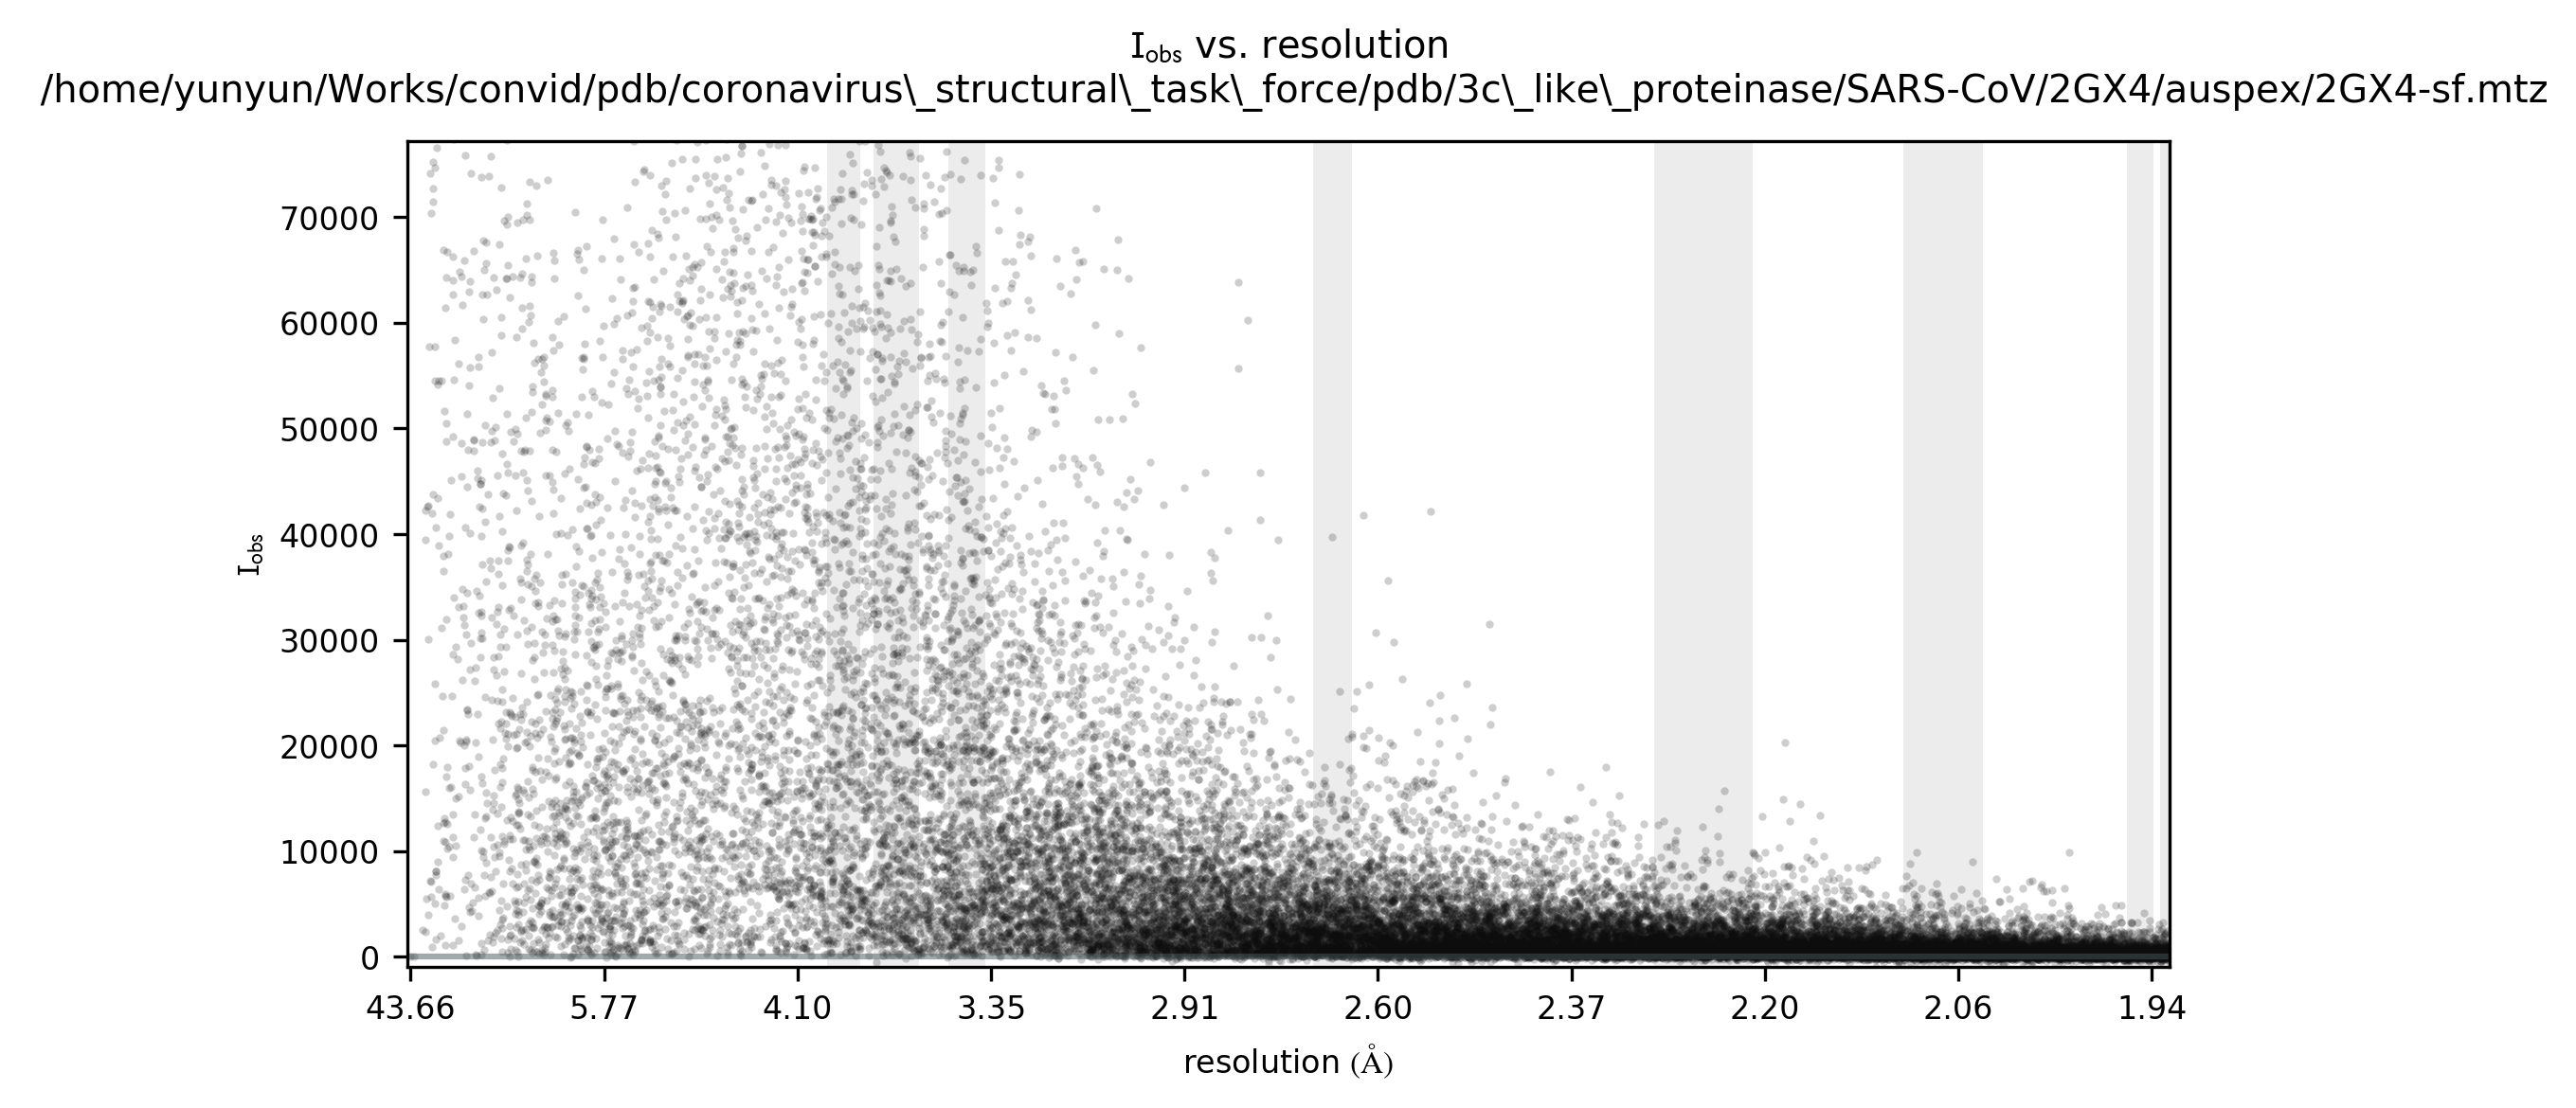 I_obs vs. resolution
/home/yunyun/Works/convid/pdb/coronavirus\_structural\_task\_force/pdb/3c\_like\_proteinase/SARS-CoV/2GX4/auspex/2GX4-sf.mtz
70000
60000
50000
40000
30000
20000
10000
0
I_obs
43.66 5.77 4.10 3.35 2.91 2.60 2.37 2.20 2.06 1.94
resolution (Å)